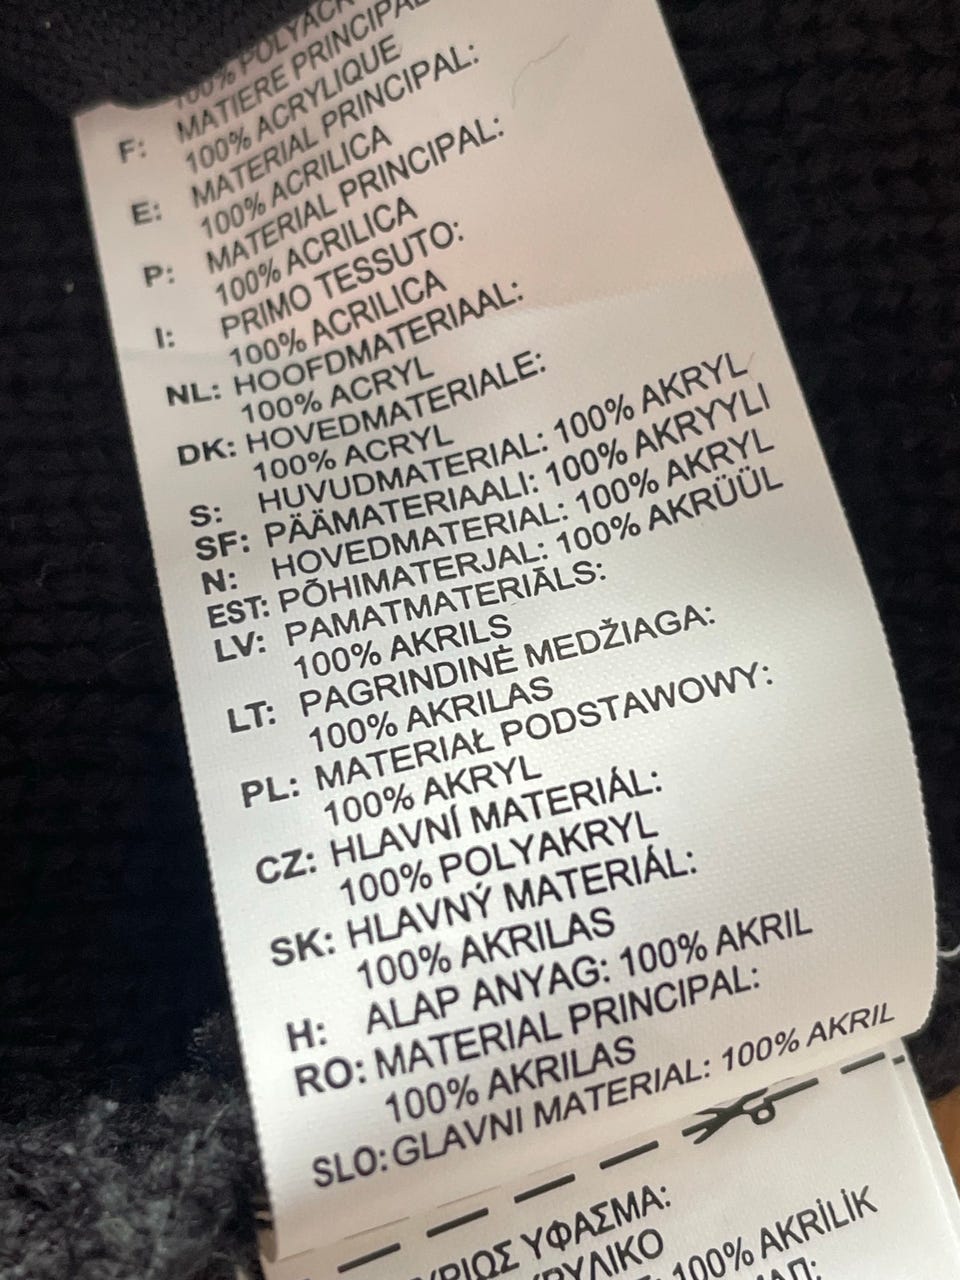 100% POLYACR
F: MATIERE PRINCIPAL
100% ACRYLIQUE
E: MATERIAL PRINCIPAL:
100% ACRILICA
P: MATERIAL PRINCIPAL:
100% ACRILICA
I: PRIMO TESSUTO:
100% ACRILICA
NL: HOOFDMATERIAAL:
100% ACRYL
DK: HOVEDMATERIALE:
100% ACRYL
S: HUVUDMATERIAL: 100% AKRYL
SF: PÄÄMATERIAALI: 100% AKRYYLI
N: HOVEDMATERIAL: 100% AKRYL
EST: PÕHIMATERJAL: 100% AKRÜÜL
LV: PAMATMATERIĀLS:
100% AKRILS
LT: PAGRINDINĖ MEDŽIAGA:
100% AKRILAS
PL: MATERIAŁ PODSTAWOWY:
100% AKRYL
CZ: HLAVNÍ MATERIÁL:
100% POLYAKRYL
SK: HLAVNÝ MATERIÁL:
100% AKRILAS
H: ALAP ANYAG: 100% AKRIL
RO: MATERIAL PRINCIPAL:
100% AKRILAS
SLO: GLAVNI MATERIAL: 100% AKRIL
ΥΦΑΣΜΑ:
100% AKRİLİK